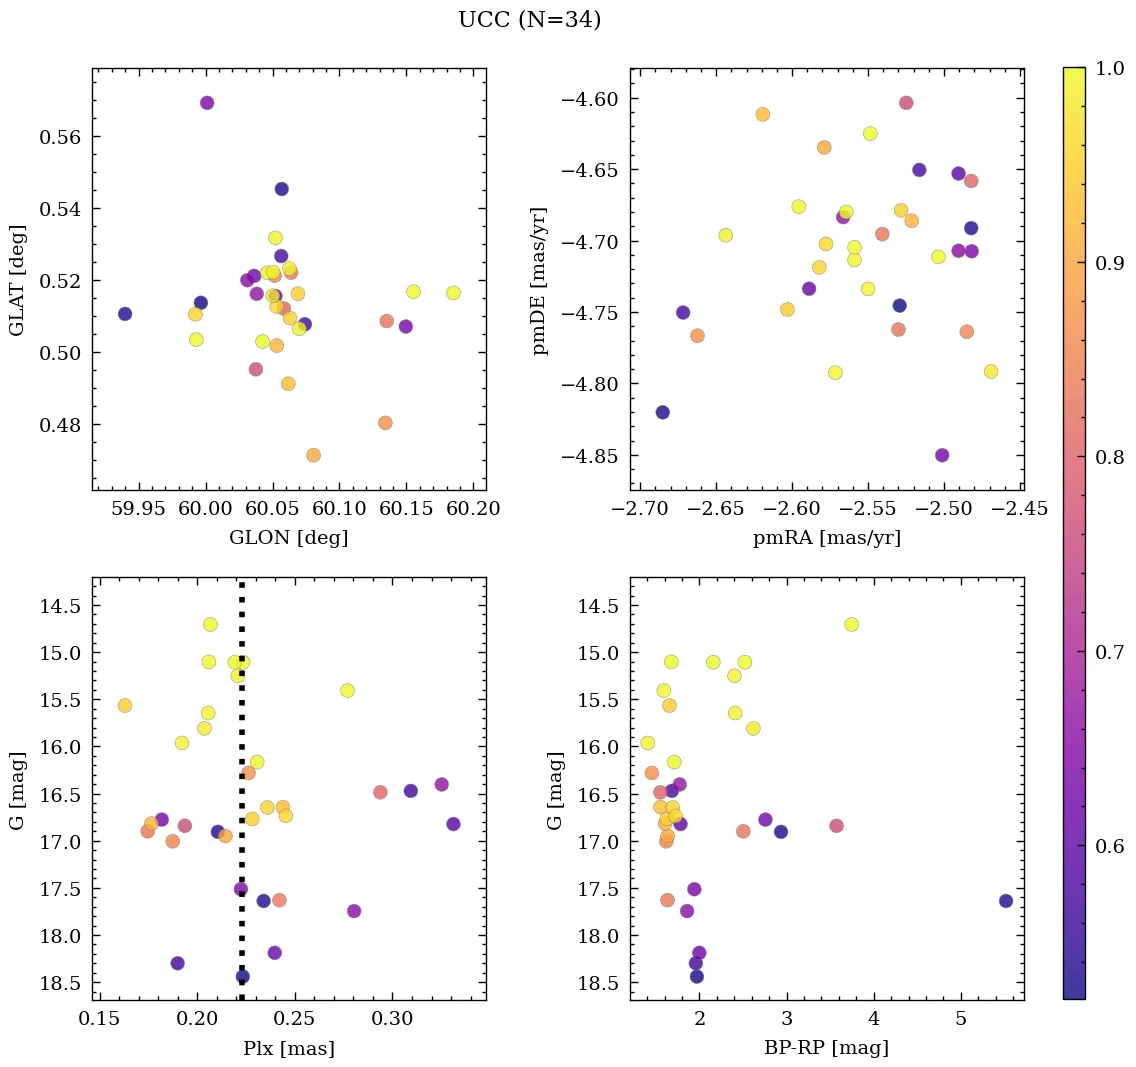 UCC (N=34)
0.56
0.54
0.52
0.50
0.48
GLAT [deg]
59.95 60.00 60.05 60.10 60.15 60.20
GLON [deg]
−4.60
−4.65
−4.70
−4.75
−4.80
−4.85
pmDE [mas/yr]
−2.70 −2.65 −2.60 −2.55 −2.50 −2.45
pmRA [mas/yr]
1.0
0.9
0.8
0.7
0.6
14.5
15.0
15.5
16.0
16.5
17.0
17.5
18.0
18.5
G [mag]
0.15 0.20 0.25 0.30
Plx [mas]
14.5
15.0
15.5
16.0
16.5
17.0
17.5
18.0
18.5
G [mag]
2 3 4 5
BP-RP [mag]